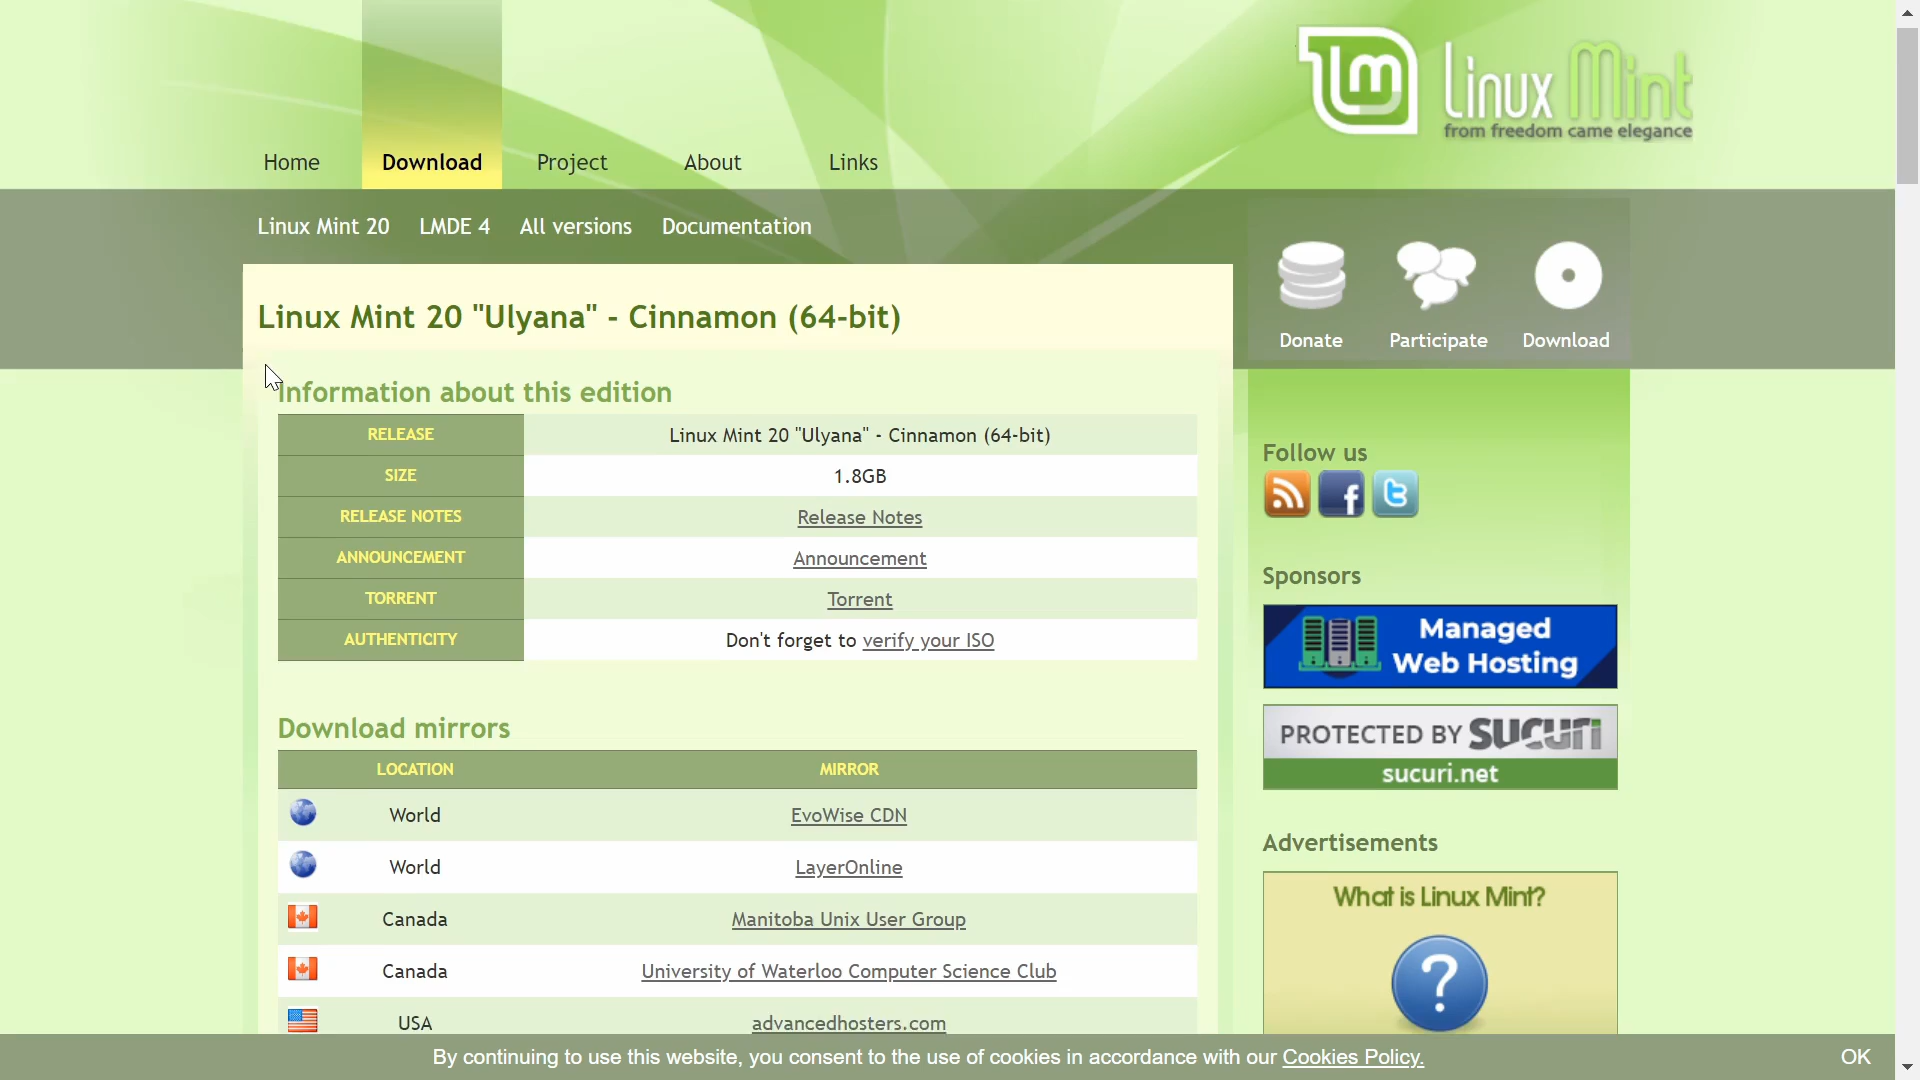 Linux Mint
from freedom came elegance
Home Download Project About Links
Linux Mint 20 LMDE 4 All versions Documentation
Donate Participate Download
Linux Mint 20 "Ulyana" - Cinnamon (64-bit)
Information about this edition
RELEASE Linux Mint 20 "Ulyana" - Cinnamon (64-bit)
SIZE 1.8GB
RELEASE NOTES Release Notes
ANNOUNCEMENT Announcement
TORRENT Torrent
AUTHENTICITY Don't forget to verify your ISO
Download mirrors
LOCATION MIRROR
World EvoWise CDN
World LayerOnline
Canada Manitoba Unix User Group
Canada University of Waterloo Computer Science Club
USA advancedhosters.com
Follow us
Sponsors
Managed
Web Hosting
PROTECTED BY SUCURI
sucuri.net
Advertisements
What is Linux Mint?
?
By continuing to use this website, you consent to the use of cookies in accordance with our Cookies Policy. OK